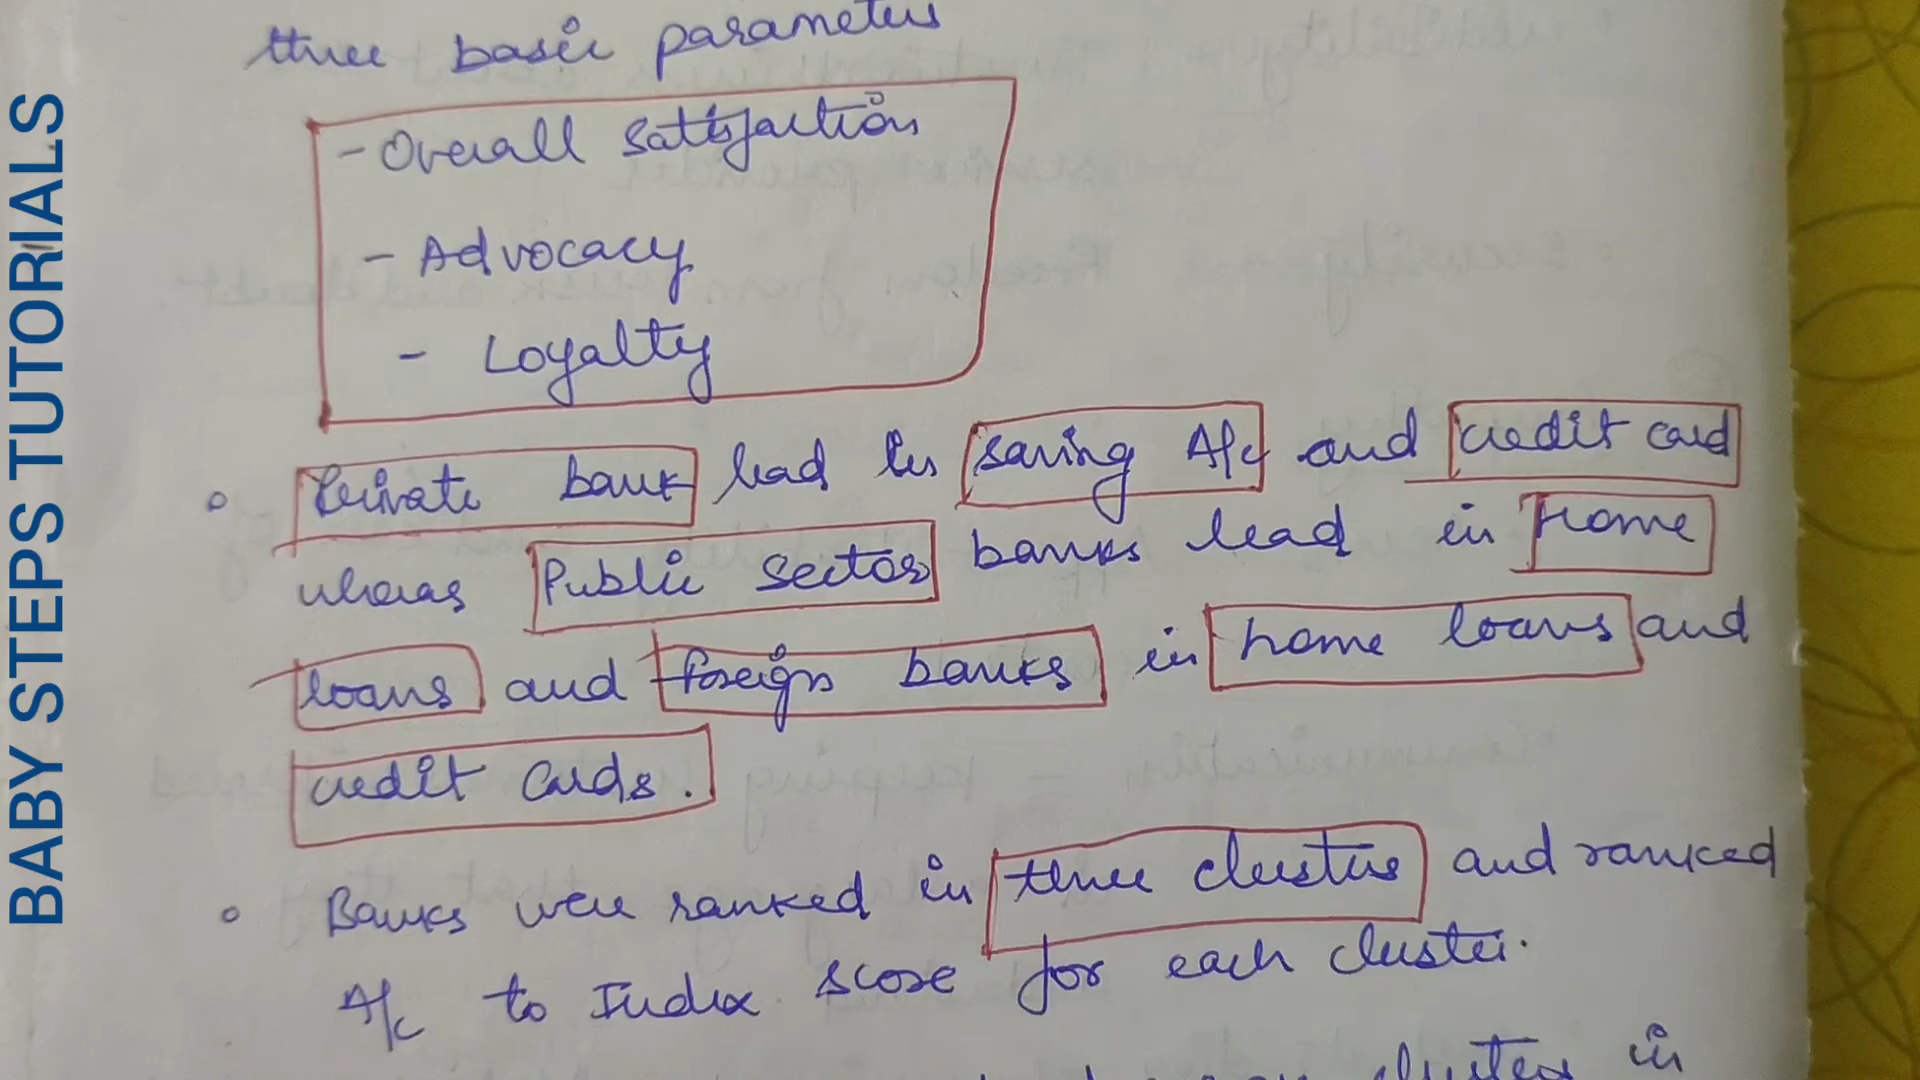 BABY STEPS TUTORIALS
three basic parameters
- Overall satisfaction
- Advocacy
- Loyalty
Private bank lead in saving A/c and credit card
whereas Public sector banks lead in Home
loans and foreign banks in home loans and
credit cards.
Banks were ranked in three clusters and ranked
A/c to Index score for each cluster.
clusters in